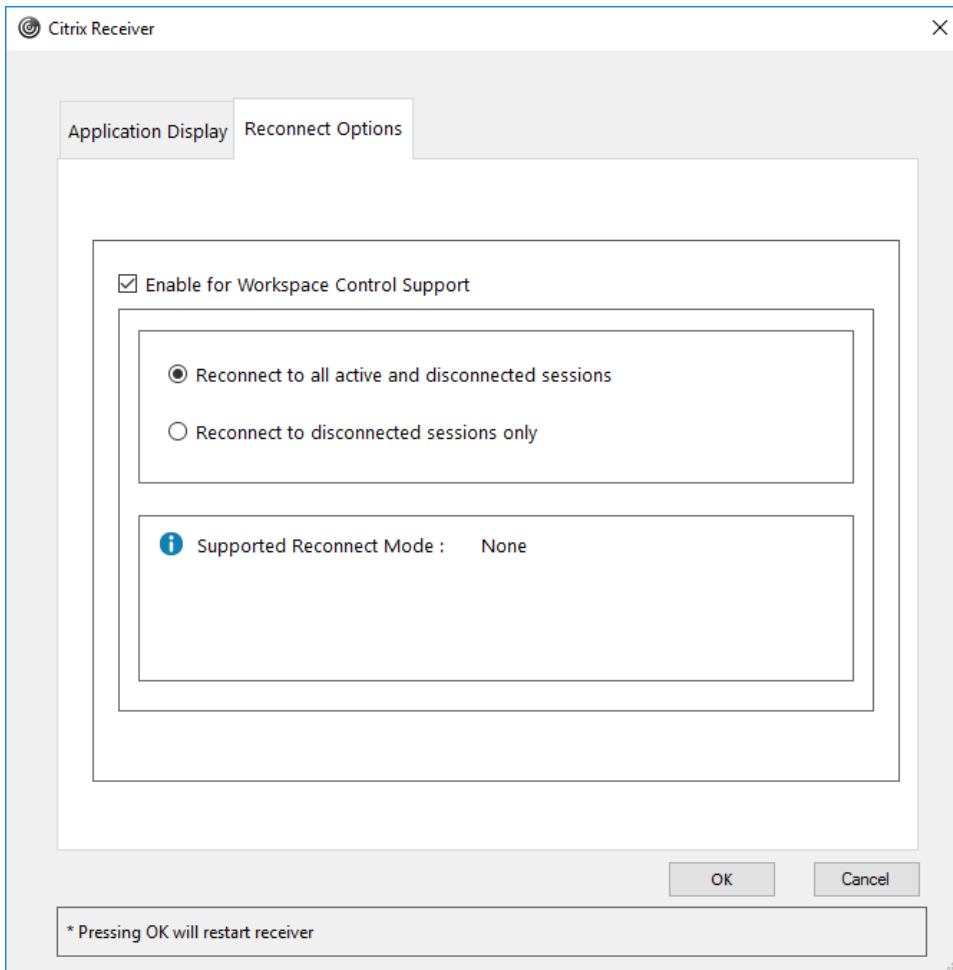 Citrix Receiver
Application Display
Reconnect Options
Enable for Workspace Control Support
Reconnect to all active and disconnected sessions
Reconnect to disconnected sessions only
Supported Reconnect Mode : None
OK
Cancel
* Pressing OK will restart receiver